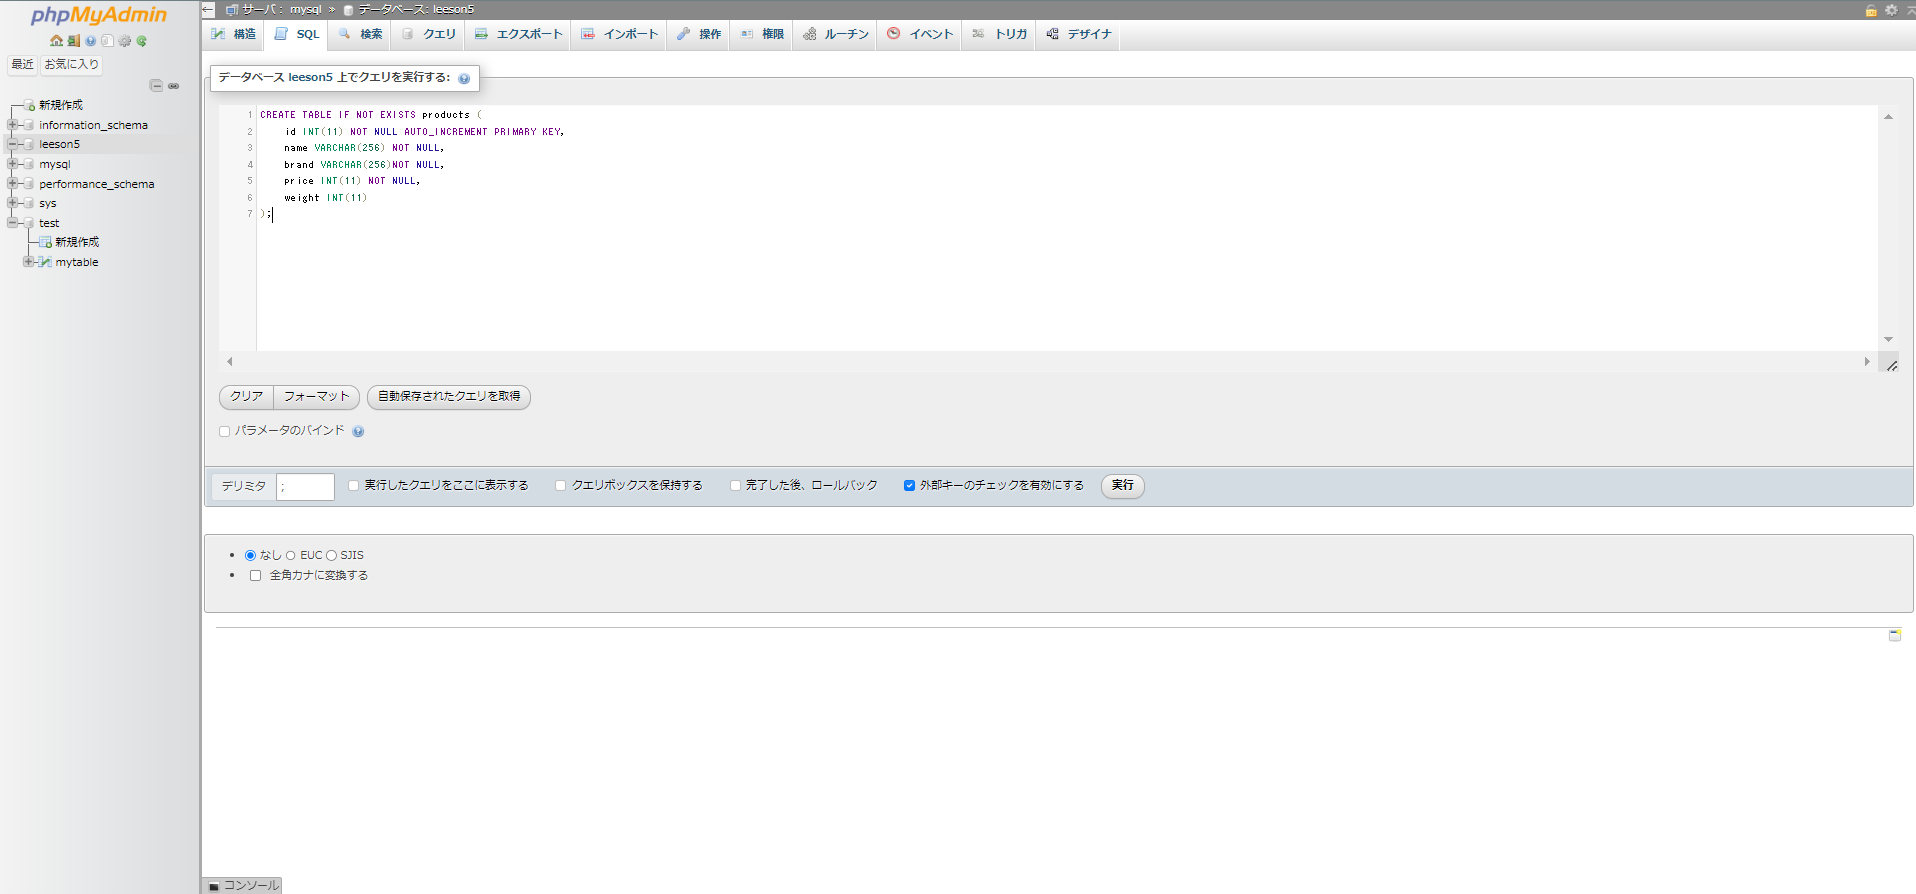 phpMyAdmin
最近 お気に入り
新規作成
information_schema
leeson5
mysql
performance_schema
sys
test
新規作成
mytable
サーバ: mysql » データベース: leeson5
構造 SQL 検索 クエリ エクスポート インポート 操作 権限 ルーチン イベント トリガ デザイナ
データベース leeson5 上でクエリを実行する:
1 CREATE TABLE IF NOT EXISTS products (
2 id INT(11) NOT NULL AUTO_INCREMENT PRIMARY KEY,
3 name VARCHAR(256) NOT NULL,
4 brand VARCHAR(256)NOT NULL,
5 price INT(11) NOT NULL,
6 weight INT(11)
7 );
クリア フォーマット 自動保存されたクエリを取得
パラメータのバインド
デリミタ ; 実行したクエリをここに表示する クエリボックスを保持する 完了した後、ロールバック 外部キーのチェックを有効にする 実行
なし EUC SJIS
全角カナに変換する
コンソール